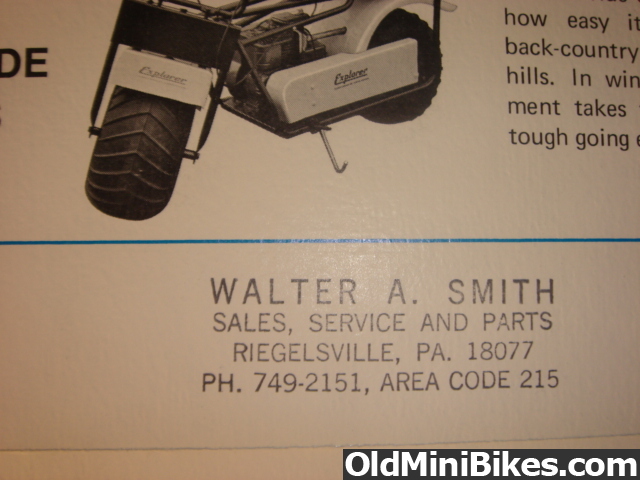 how easy it
back-country
hills. In win
ment takes
tough going e
DE
Explorer
Explorer
WALTER A. SMITH
SALES, SERVICE AND PARTS
RIEGELSVILLE, PA. 18077
PH. 749-2151, AREA CODE 215
OldMiniBikes.com